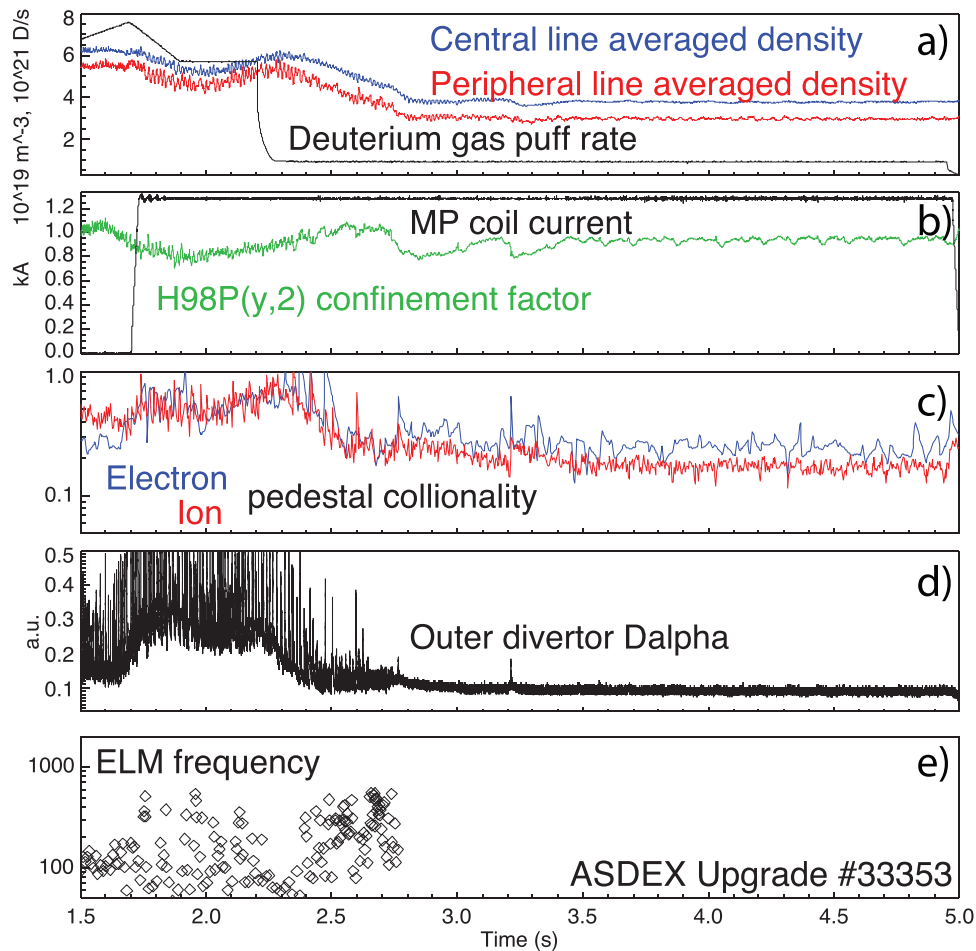 8
6
4
2
10^19 m^-3, 10^21 D/s
Central line averaged density
a)
Peripheral line averaged density
Deuterium gas puff rate
1.2
1.0
0.8
0.6
0.4
0.2
0.0
kA
MP coil current
b)
H98P(y,2) confinement factor
1.0
0.1
c)
Electron
Ion
pedestal collionality
0.5
0.4
0.3
0.2
0.1
a.u.
d)
Outer divertor Dalpha
1000
100
ELM frequency
e)
ASDEX Upgrade #33353
1.5 2.0 2.5 3.0 3.5 4.0 4.5 5.0
Time (s)